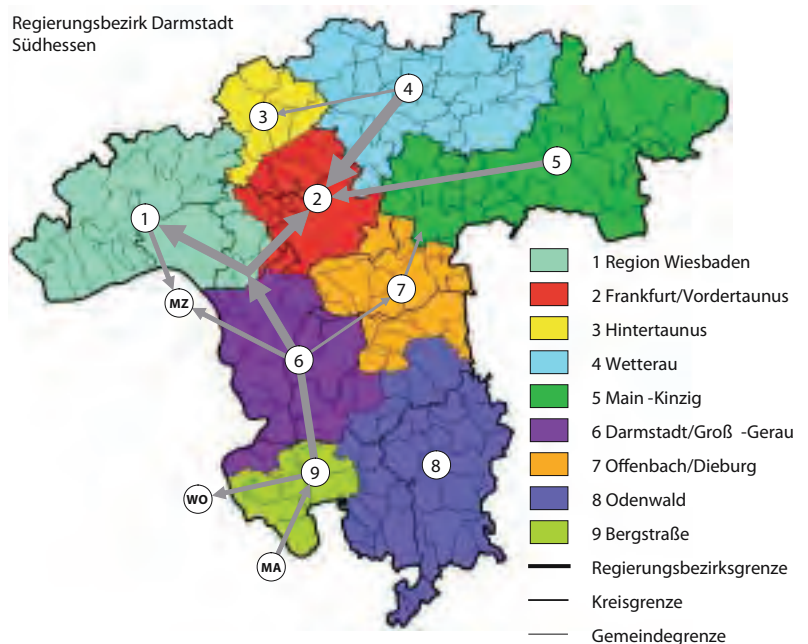 Regierungsbezirk Darmstadt
Südhessen
4
3
5
2
1
MZ
7
6
8
9
WO
MA
1 Region Wiesbaden
2 Frankfurt/Vordertaunus
3 Hintertaunus
4 Wetterau
5 Main -Kinzig
6 Darmstadt/Groß -Gerau
7 Offenbach/Dieburg
8 Odenwald
9 Bergstraße
Regierungsbezirksgrenze
Kreisgrenze
Gemeindegrenze